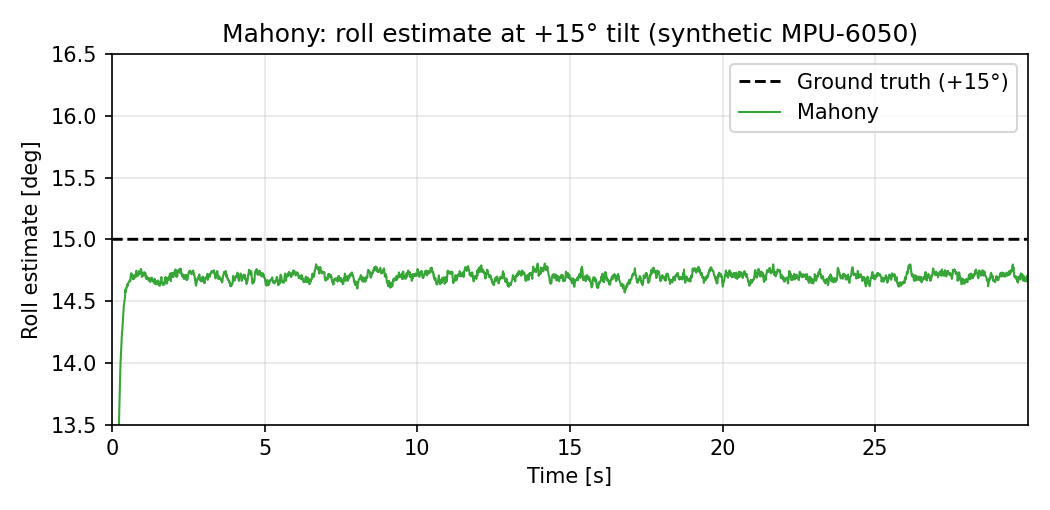 Mahony: roll estimate at +15° tilt (synthetic MPU-6050)
Ground truth (+15°)
Mahony
Roll estimate [deg]
16.5
16.0
15.5
15.0
14.5
14.0
13.5
0 5 10 15 20 25
Time [s]